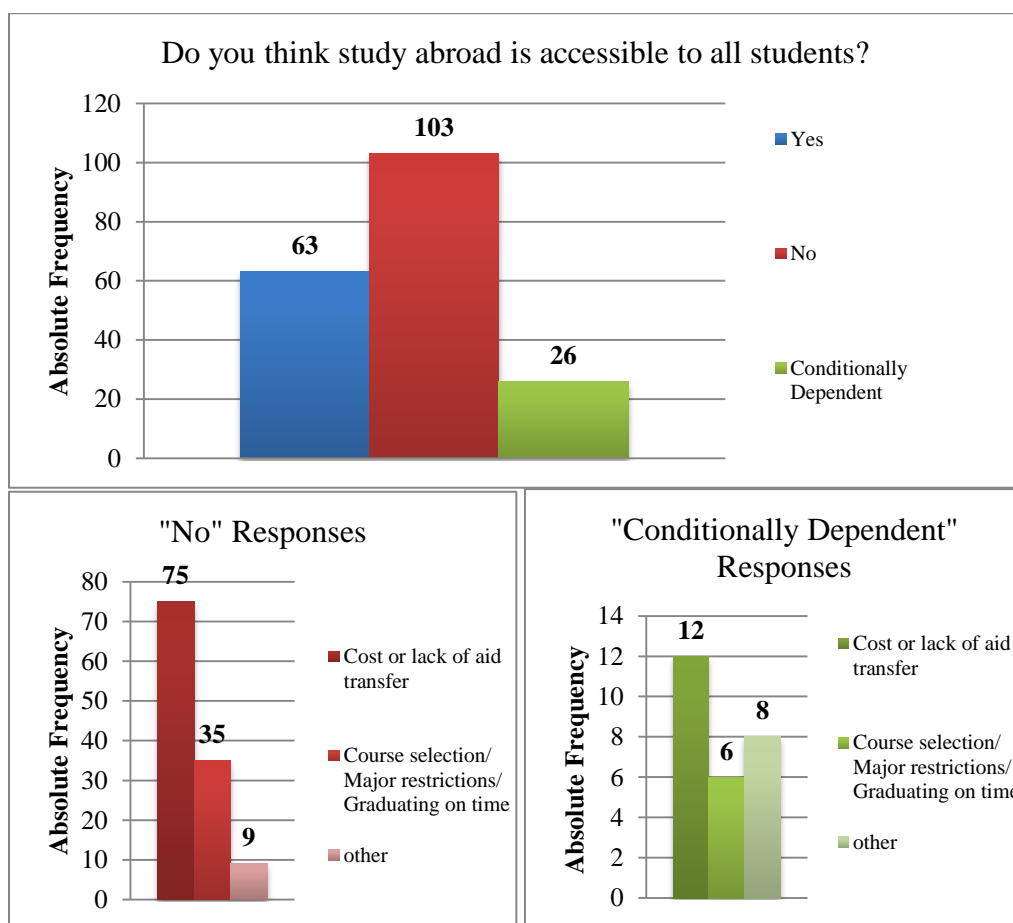 Do you think study abroad is accessible to all students?
Absolute Frequency
120
100
80
60
40
20
0
63
103
26
Yes
No
Conditionally
Dependent
"No" Responses
Absolute Frequency
80
70
60
50
40
30
20
10
0
75
35
9
Cost or lack of aid
transfer
Course selection/
Major restrictions/
Graduating on time
other
"Conditionally Dependent"
Responses
Absolute Frequency
14
12
10
8
6
4
2
0
12
6
8
Cost or lack of aid
transfer
Course selection/
Major restrictions/
Graduating on time
other